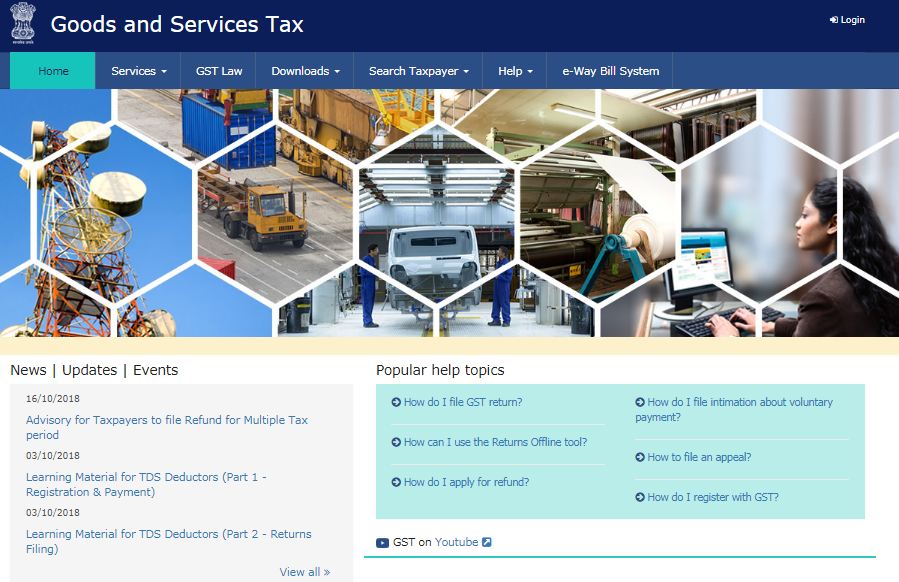 Goods and Services Tax
Login
Home
Services
GST Law
Downloads
Search Taxpayer
Help
e-Way Bill System
News | Updates | Events
16/10/2018
Advisory for Taxpayers to file Refund for Multiple Tax
period
03/10/2018
Learning Material for TDS Deductors (Part 1 -
Registration & Payment)
03/10/2018
Learning Material for TDS Deductors (Part 2 - Returns
Filing)
View all »
Popular help topics
How do I file GST return?
How can I use the Returns Offline tool?
How do I apply for refund?
How do I file intimation about voluntary
payment?
How to file an appeal?
How do I register with GST?
GST on Youtube